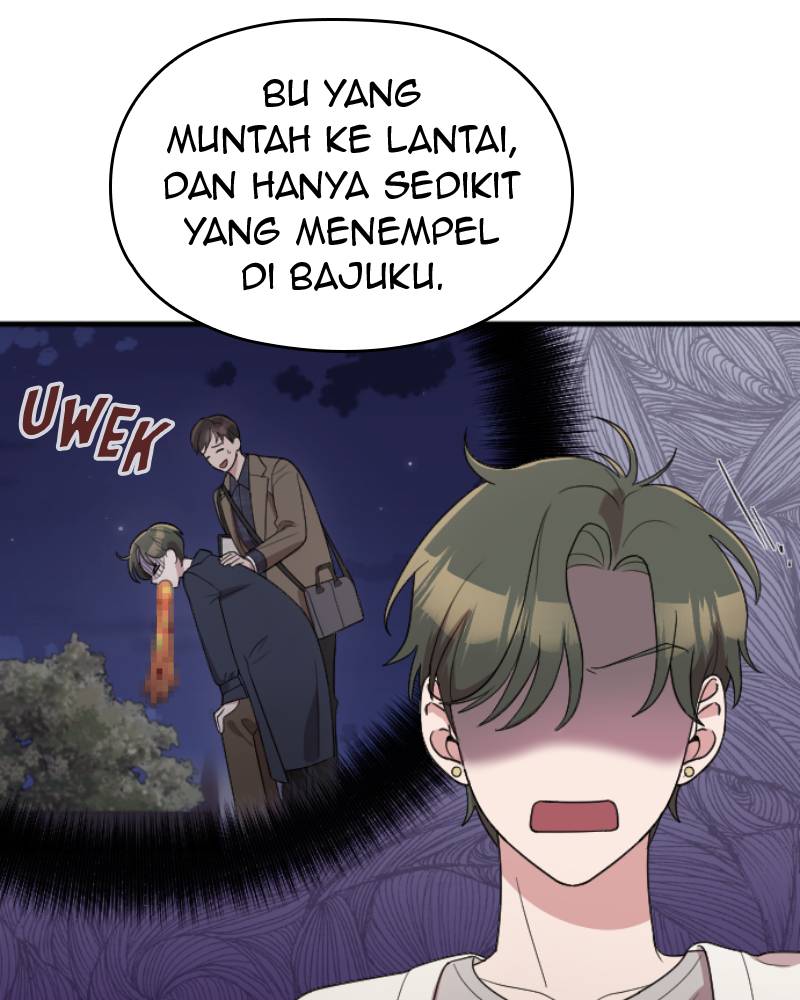 BU YANG
MUNTAH KE LANTAI,
DAN HANYA SEDIKIT
YANG MENEMPEL
DI BAJUKU.
UWEK